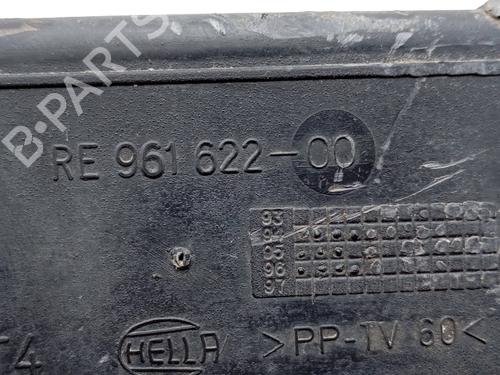 B-PARTS
RE 961 622-00
93
94
95
96
97
HELLA
>PP-TV 60<